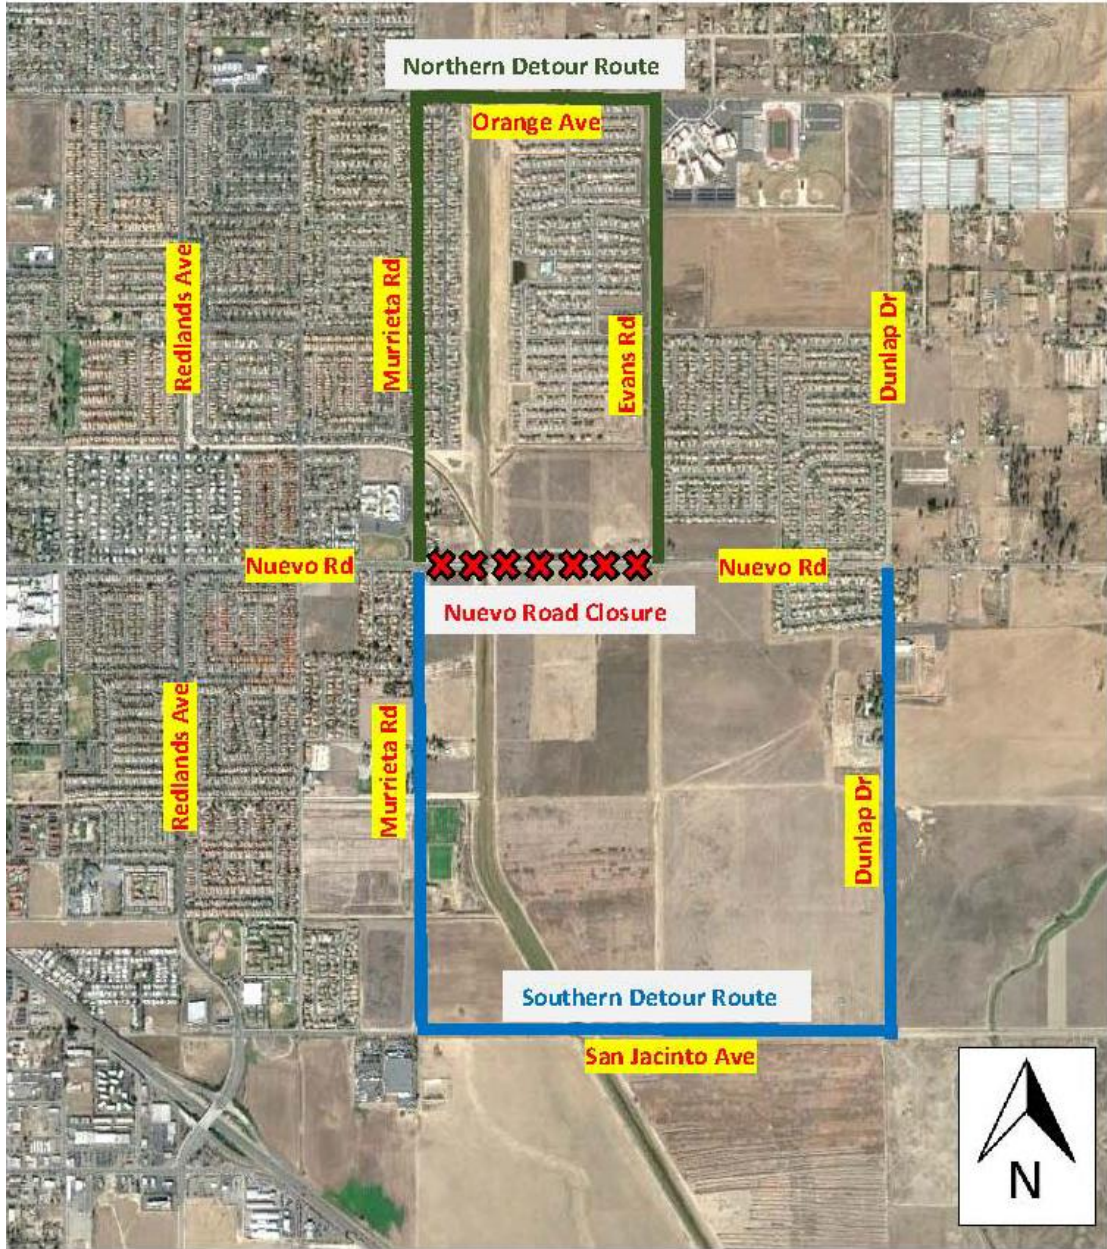 Northern Detour Route
Orange Ave
Redlands Ave
Murrieta Rd
Evans Rd
Dunlap Dr
Nuevo Rd
Nuevo Rd
Nuevo Road Closure
Redlands Ave
Murrieta Rd
Dunlap Dr
Southern Detour Route
San Jacinto Ave
N